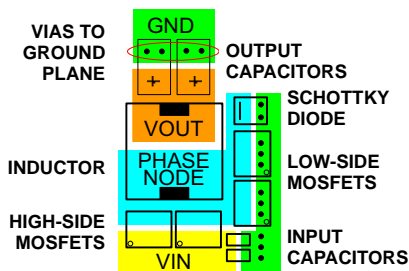 GND
VIAS TO
GROUND
PLANE
OUTPUT
CAPACITORS
+ +
VOUT
SCHOTTKY
DIODE
INDUCTOR
PHASE
NODE
LOW-SIDE
MOSFETS
HIGH-SIDE
MOSFETS
VIN
INPUT
CAPACITORS